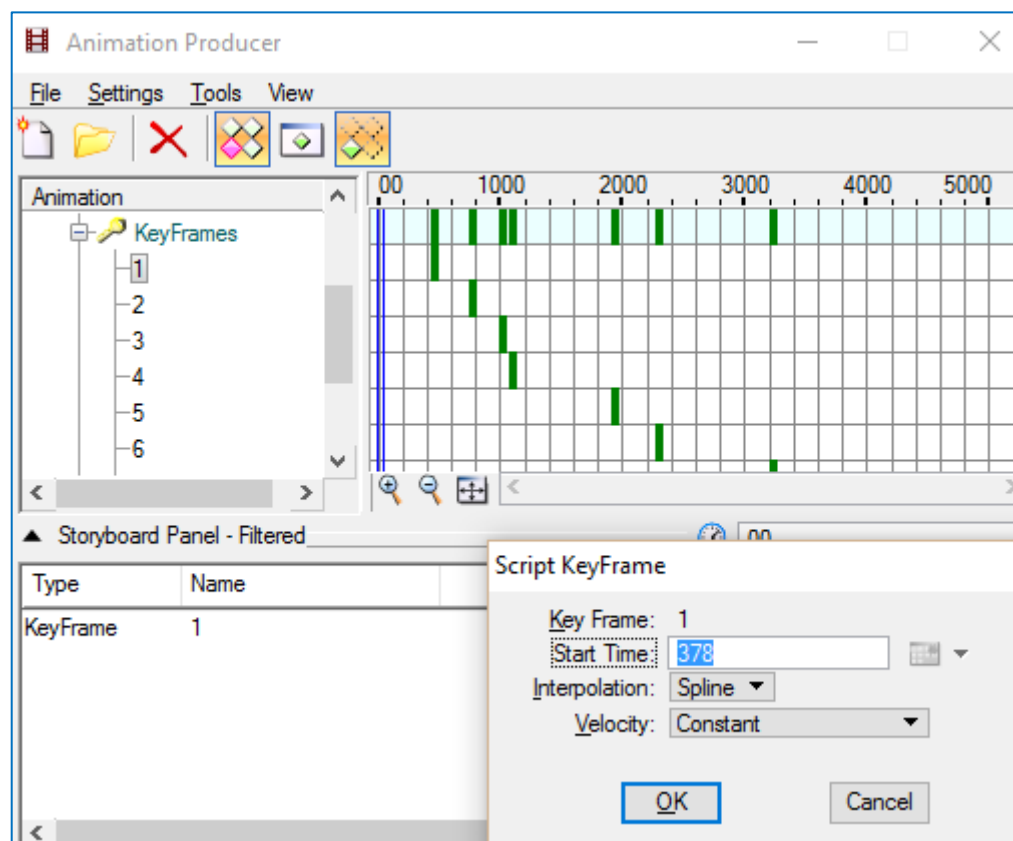 Animation Producer
File Settings Tools View
Animation
00 1000 2000 3000 4000 5000
KeyFrames
1
2
3
4
5
6
Storyboard Panel - Filtered
00
Type Name
KeyFrame 1
Script KeyFrame
Key Frame: 1
Start Time: 378
Interpolation: Spline
Velocity: Constant
OK Cancel